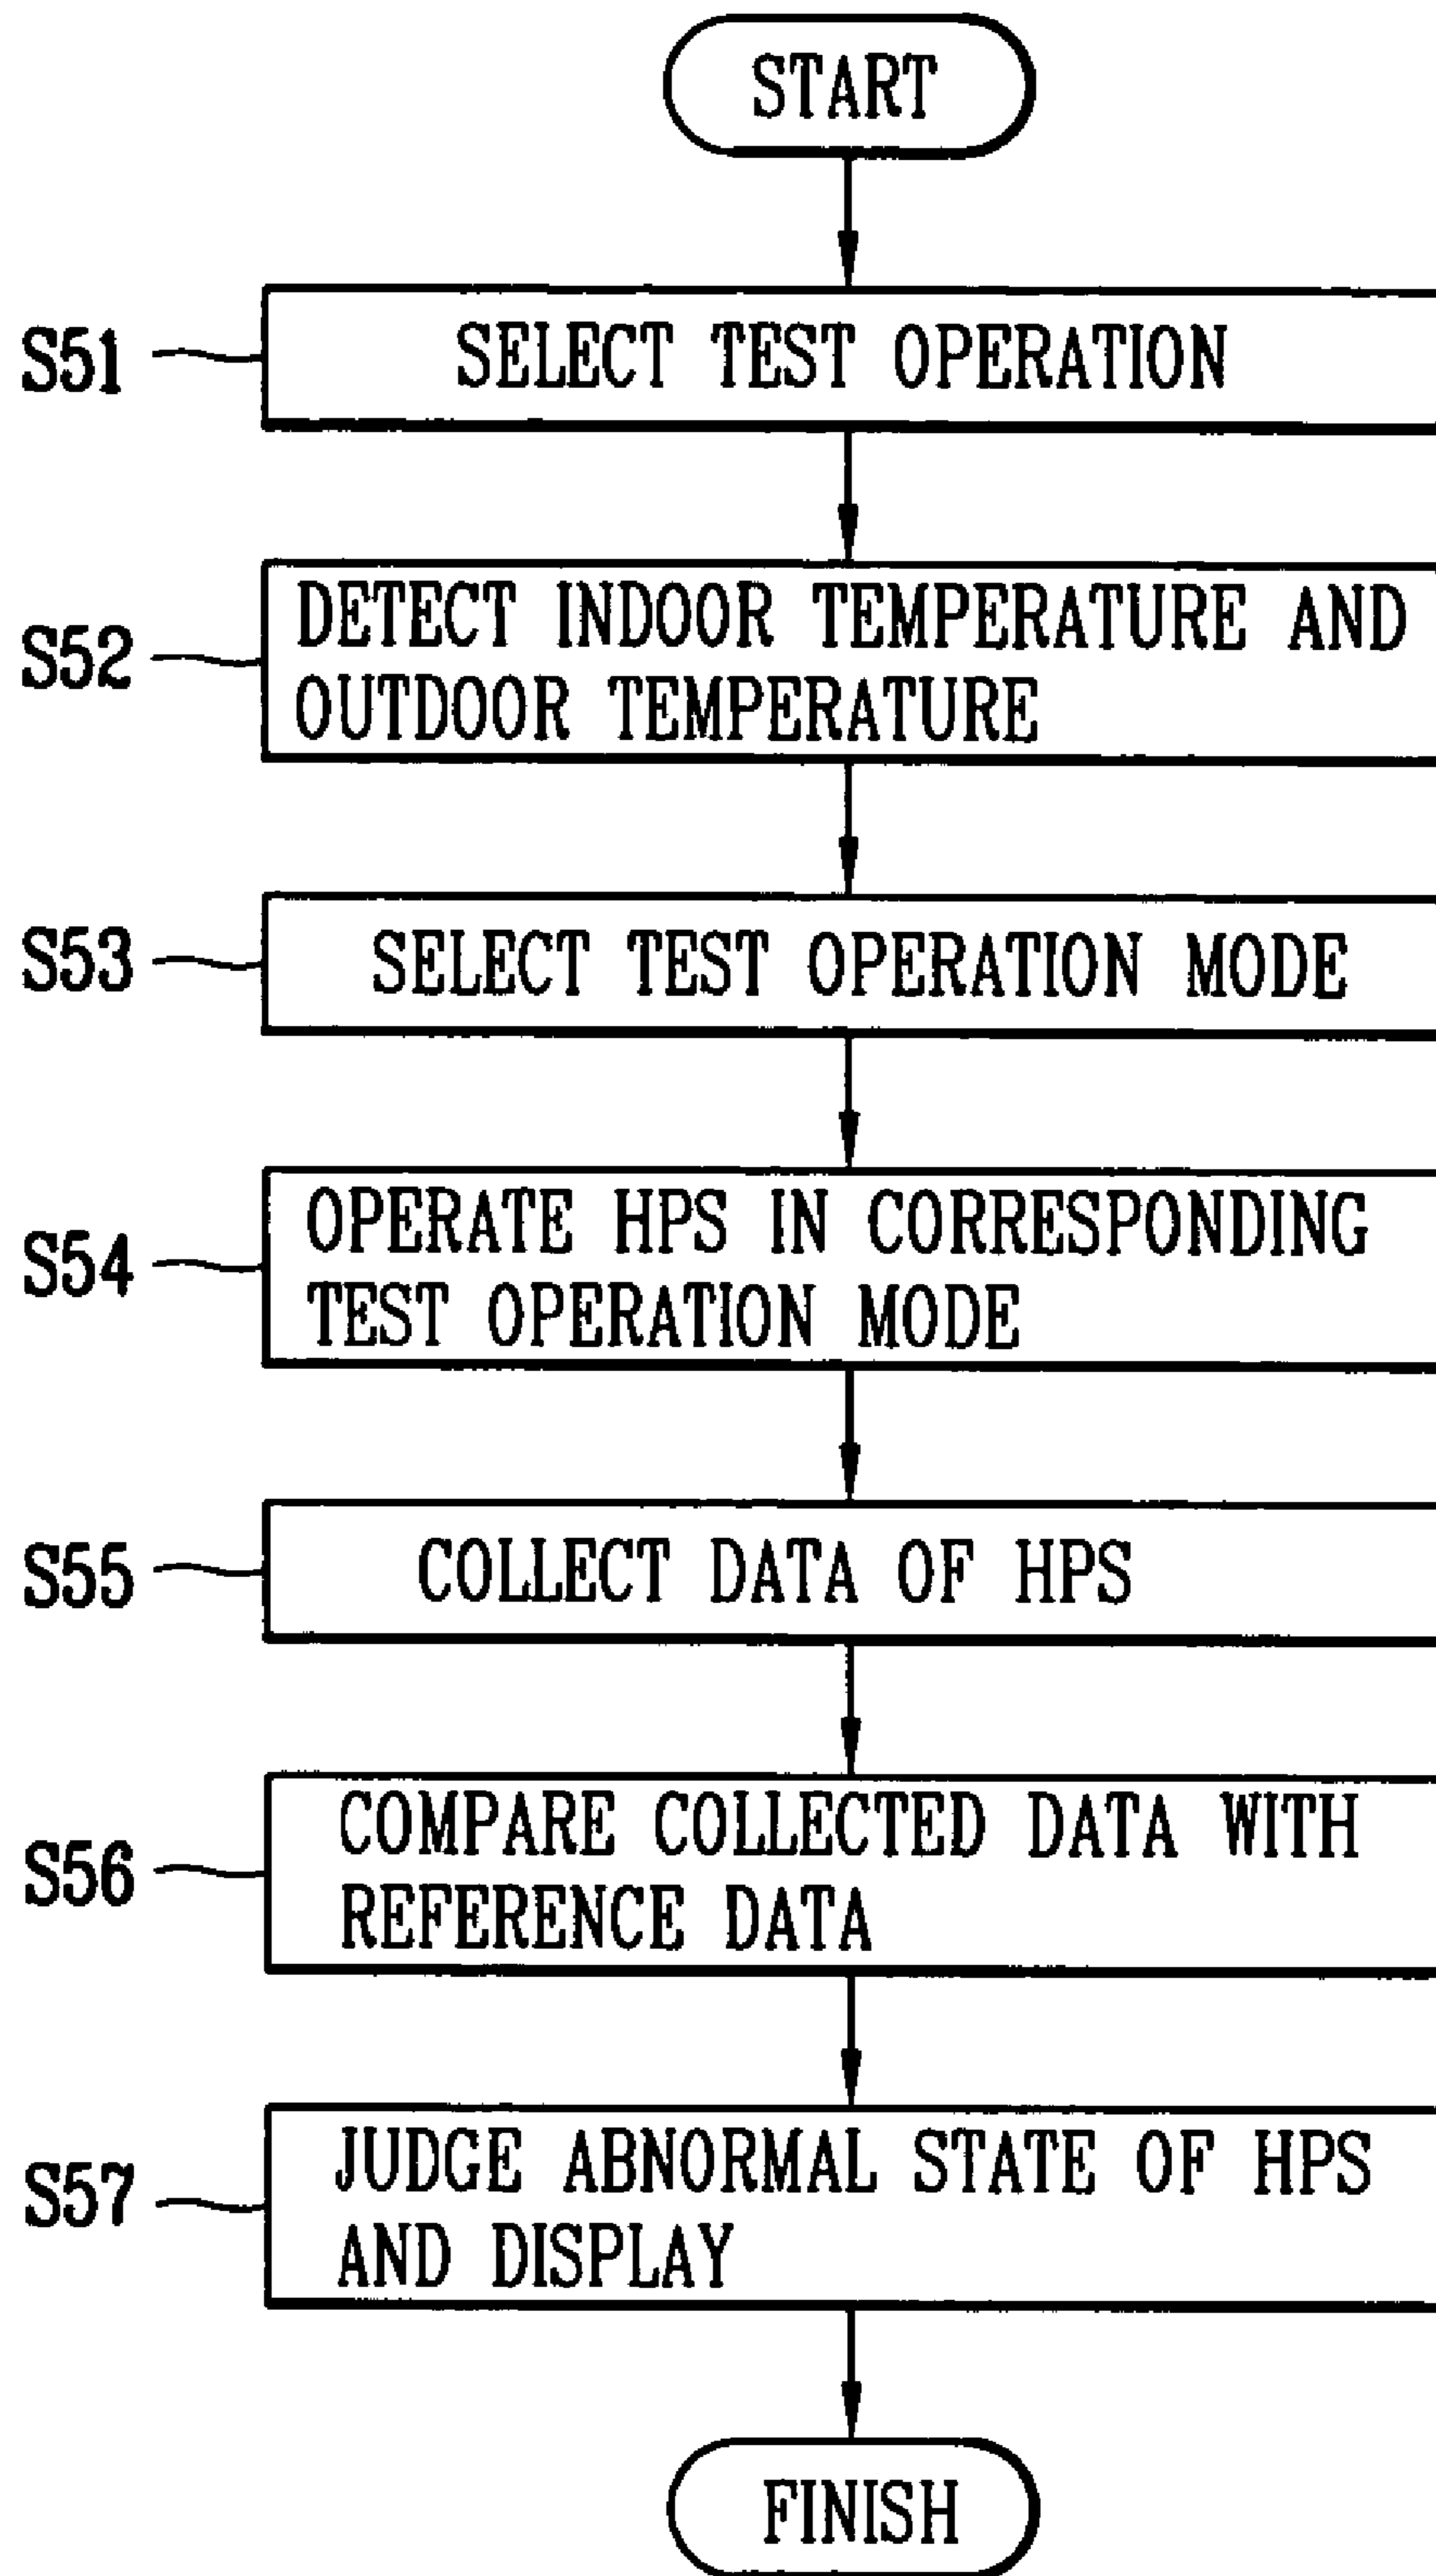 START
S51
SELECT TEST OPERATION
S52
DETECT INDOOR TEMPERATURE AND
OUTDOOR TEMPERATURE
S53
SELECT TEST OPERATION MODE
S54
OPERATE HPS IN CORRESPONDING
TEST OPERATION MODE
S55
COLLECT DATA OF HPS
S56
COMPARE COLLECTED DATA WITH
REFERENCE DATA
S57
JUDGE ABNORMAL STATE OF HPS
AND DISPLAY
FINISH